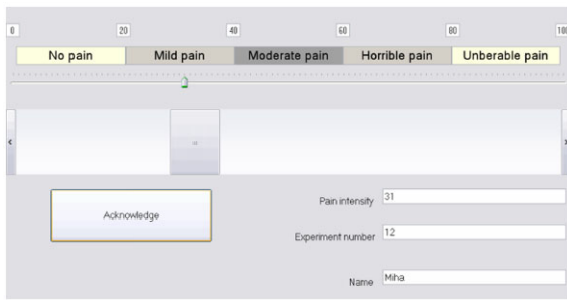 0 20 40 60 80 100
No pain Mild pain Moderate pain Horrible pain Unberable pain
Acknowledge
Pain intensity 31
Experiment number 12
Name Miha